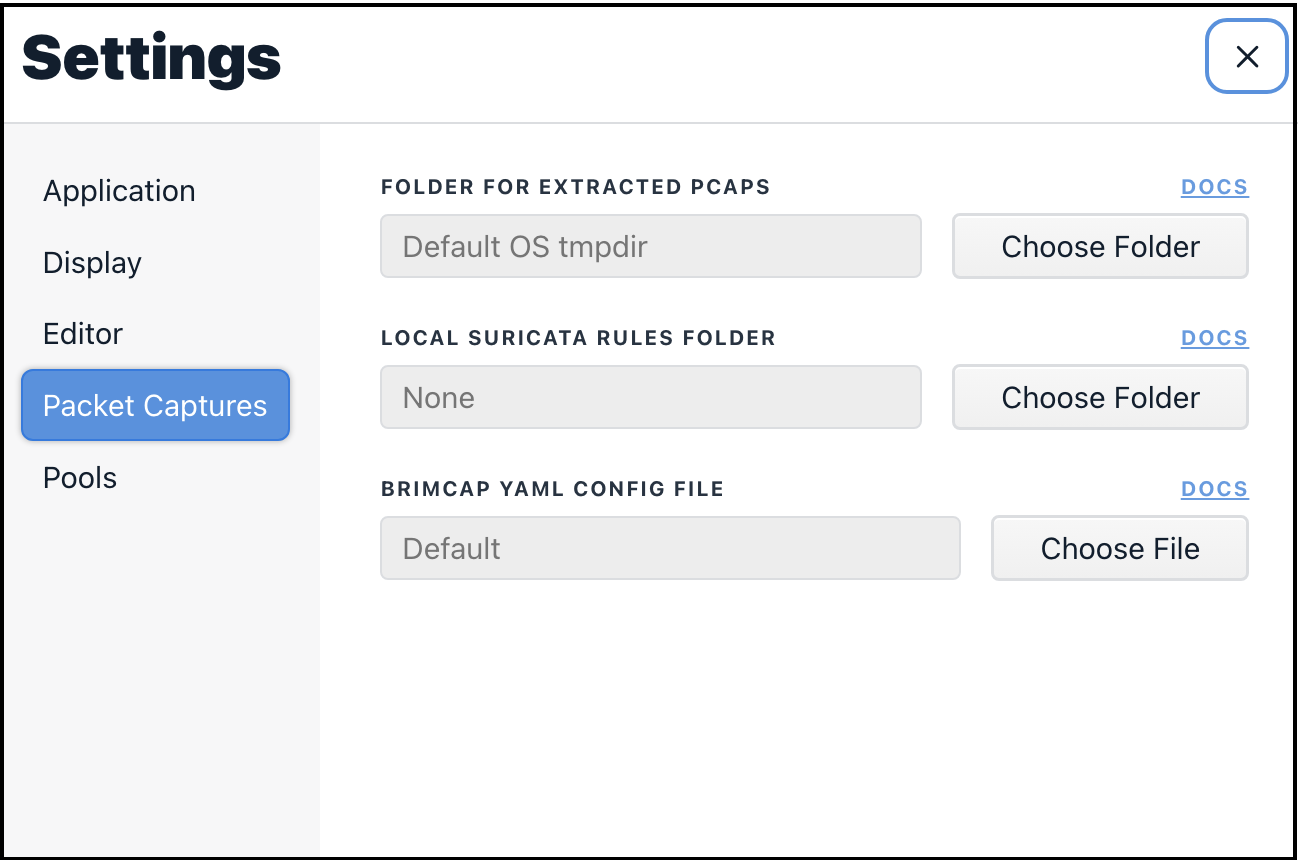 Settings
Application
Display
Editor
Packet Captures
Pools
FOLDER FOR EXTRACTED PCAPS DOCS
Default OS tmpdir Choose Folder
LOCAL SURICATA RULES FOLDER DOCS
None Choose Folder
BRIMCAP YAML CONFIG FILE DOCS
Default Choose File